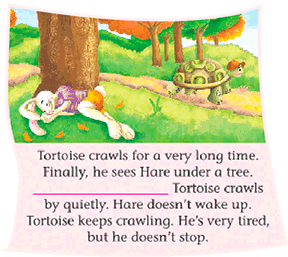 Tortoise crawls for a very long time.
Finally, he sees Hare under a tree.
____________________ Tortoise crawls
by quietly. Hare doesn't wake up.
Tortoise keeps crawling. He's very tired,
but he doesn't stop.